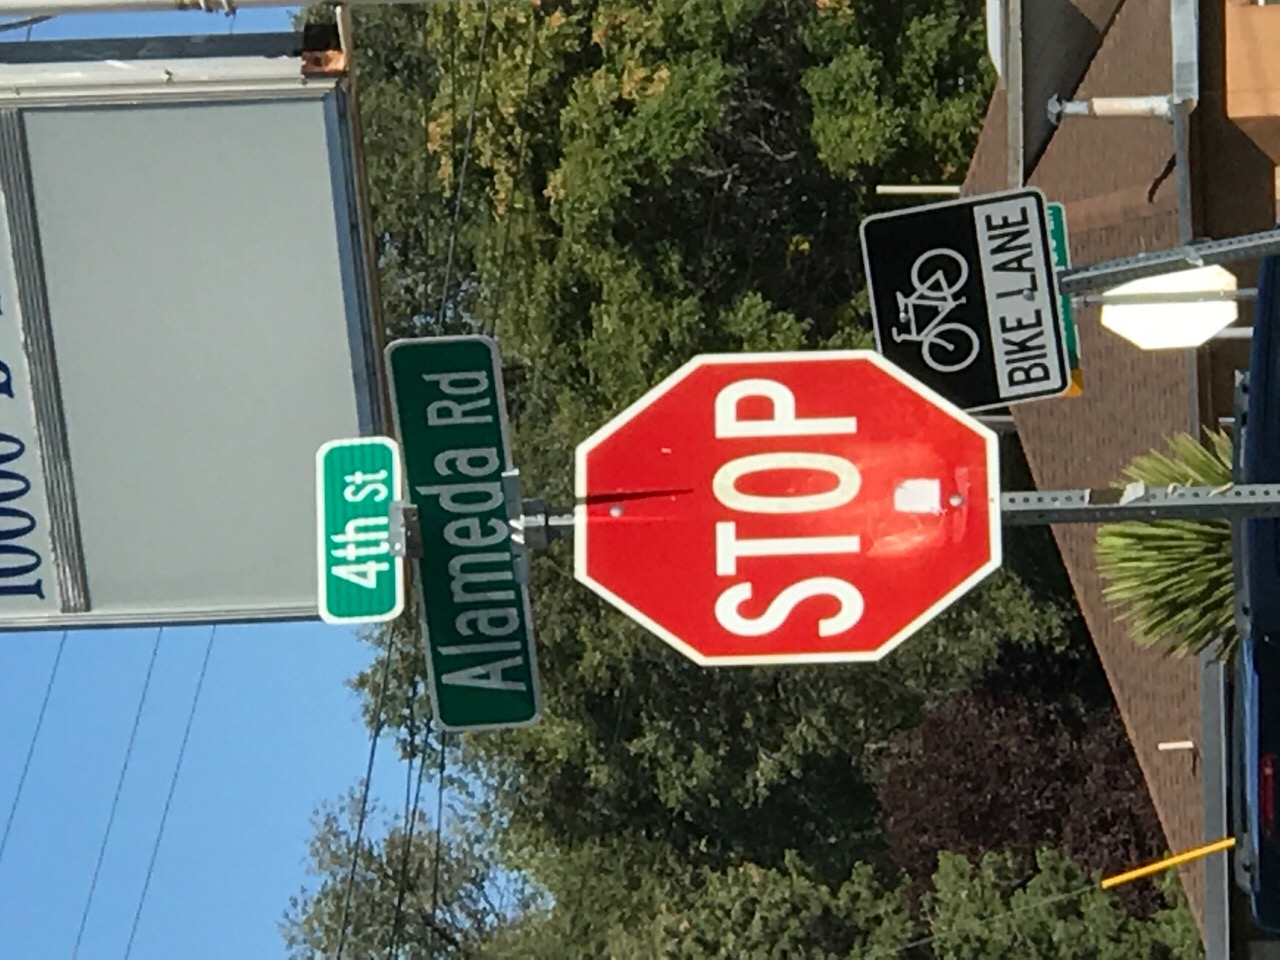 4th St
Alameda Rd
STOP
BIKE LANE